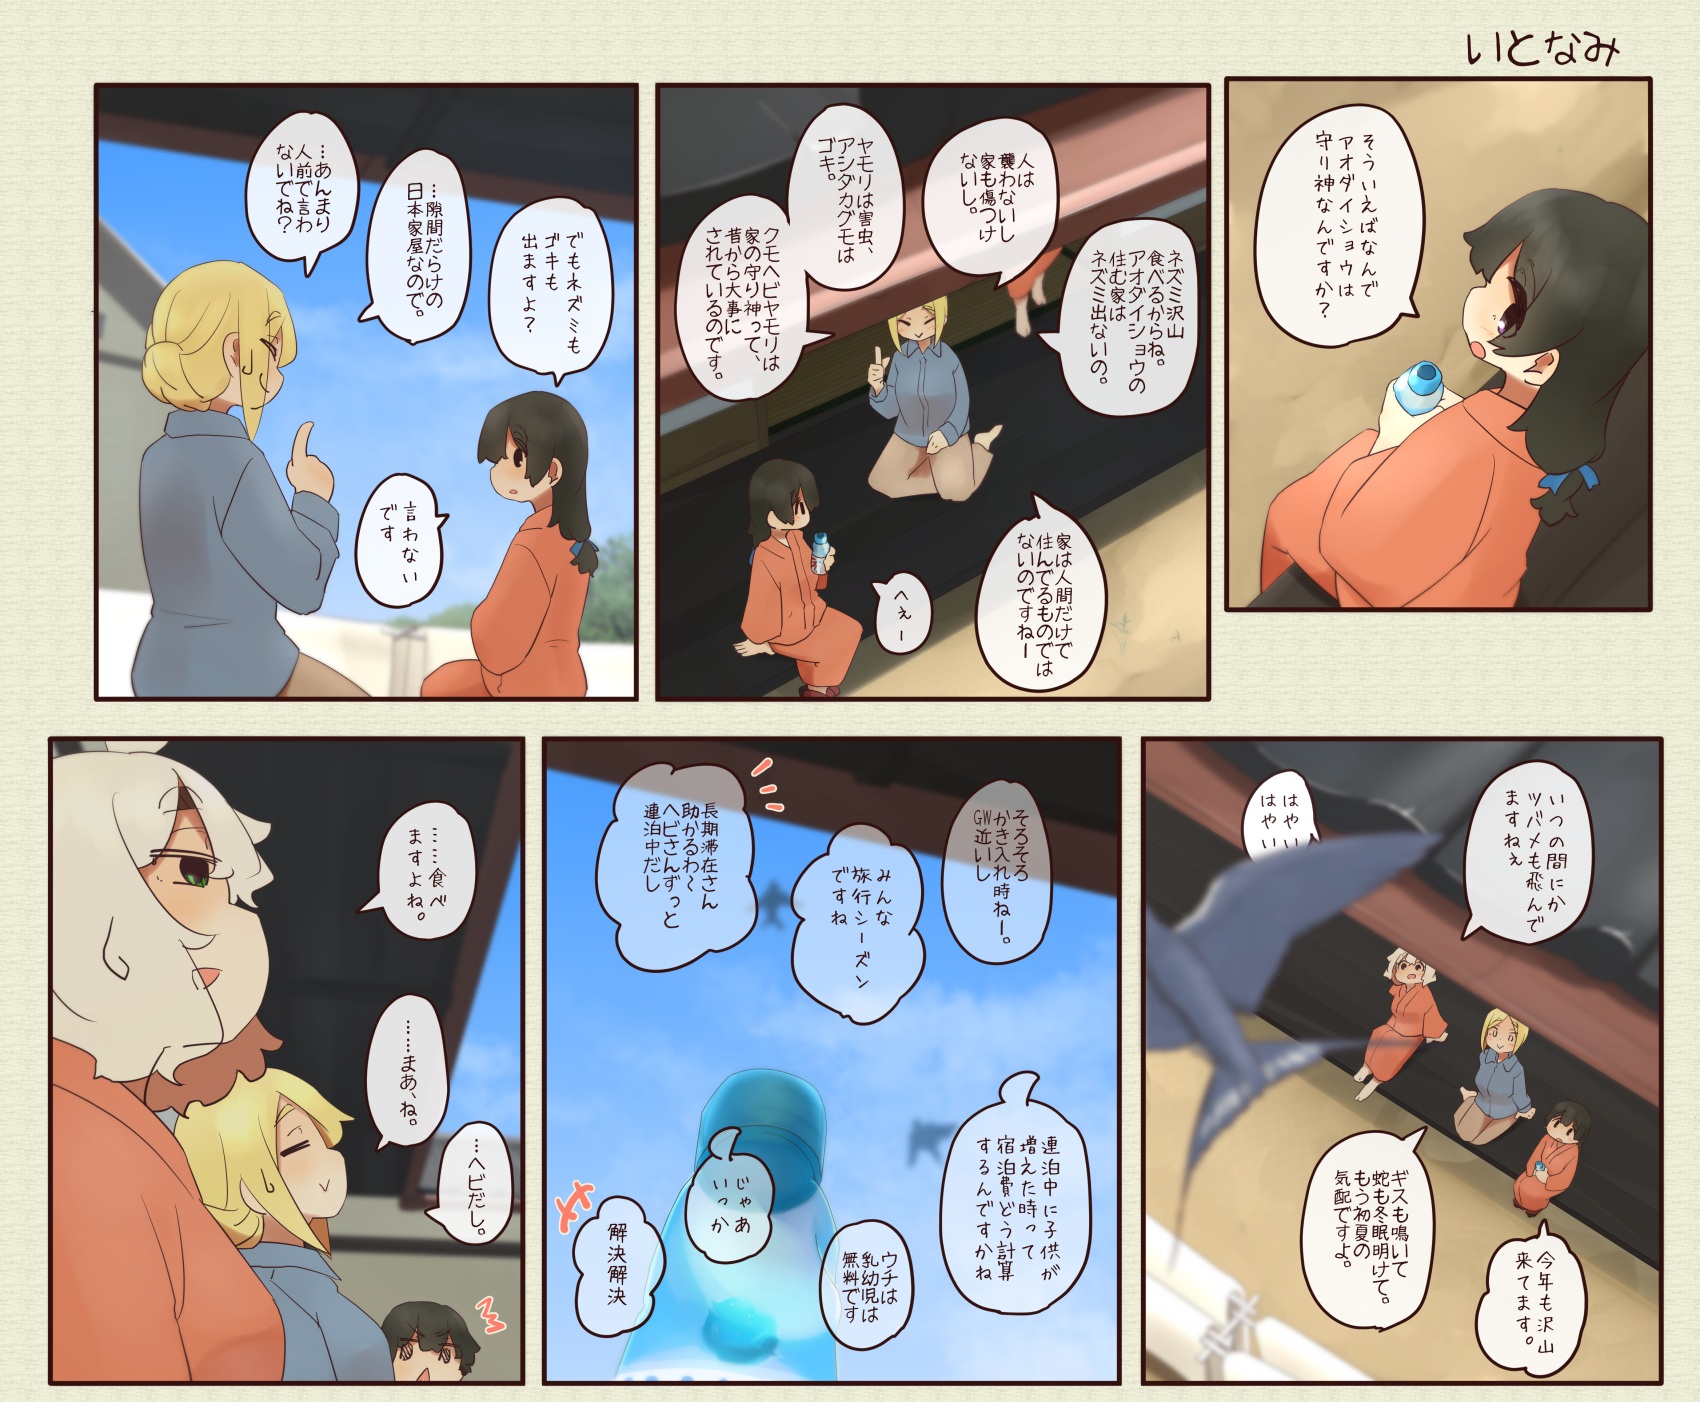 いとなみ
そういえばなんで
アオダイショウは
守り神なんですか？
ネズミ沢山
食べるからね。
アオダイショウの
住む家は
ネズミ出ないの。
人は
襲わないし
家も傷つけ
ないし。
ヤモリは害虫、
アシダカグモは
ゴキ。
クモヘビヤモリは
家の守り神って、
昔から大事に
されているのです。
家は人間だけで
住んでるものでは
ないのですねー
へぇー
でもネズミも
ゴキも
出ますよ？
…隙間だらけの
日本家屋なので。
…あんまり
人前で言わ
ないでね？
言わない
です
いつの間にか
ツバメも飛んで
ますねぇ
はやい
はやい
ギスも鳴いて
蛇も冬眠明けて。
もう初夏の
気配ですよ。
今年も沢山
来てます。
そろそろ
かき入れ時ねー。
GW近いし
みんな
旅行シーズン
ですね
長期滞在さん
助かるわ～
ヘビさんずっと
連泊中だし
連泊中に子供が
増えた時って
宿泊費どう計算
するんですかね
ウチは
乳幼児は
無料です
じゃあ
いっか
解決解決
……食べ
ますよね。
……まあ、ね。
…ヘビだし。